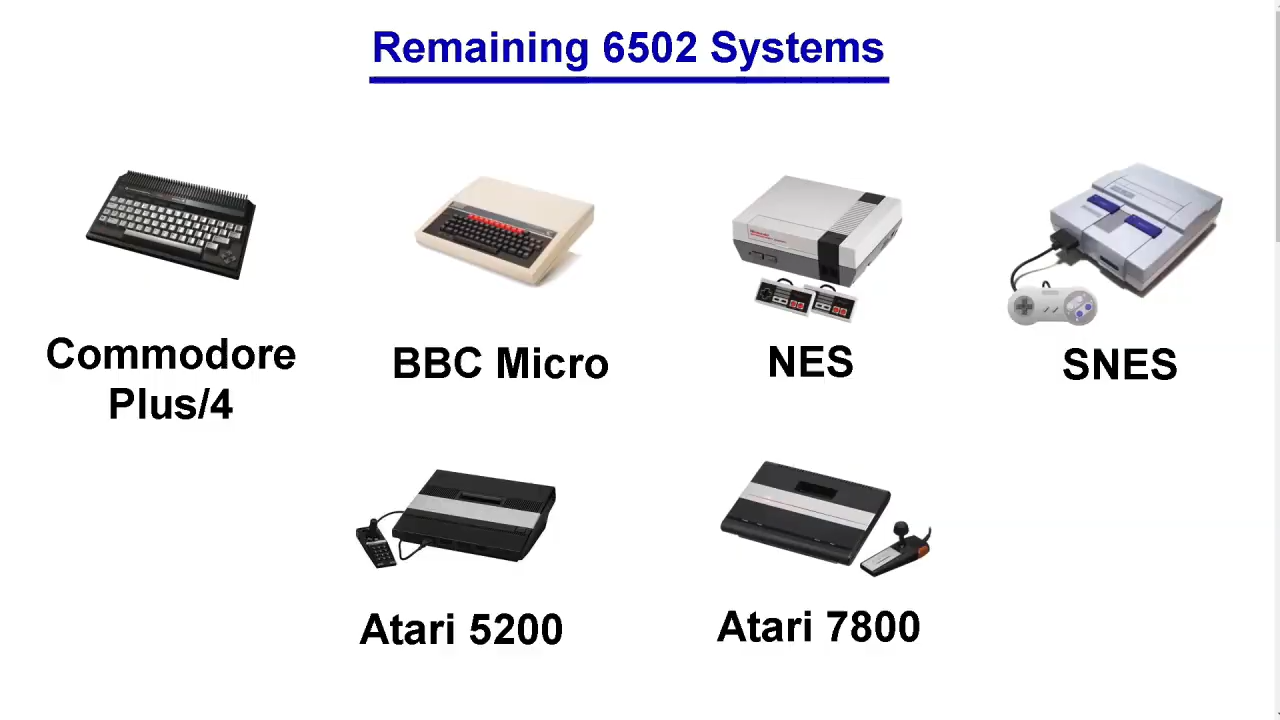 Remaining 6502 Systems
Commodore
Plus/4
BBC Micro
NES
SNES
Atari 5200
Atari 7800